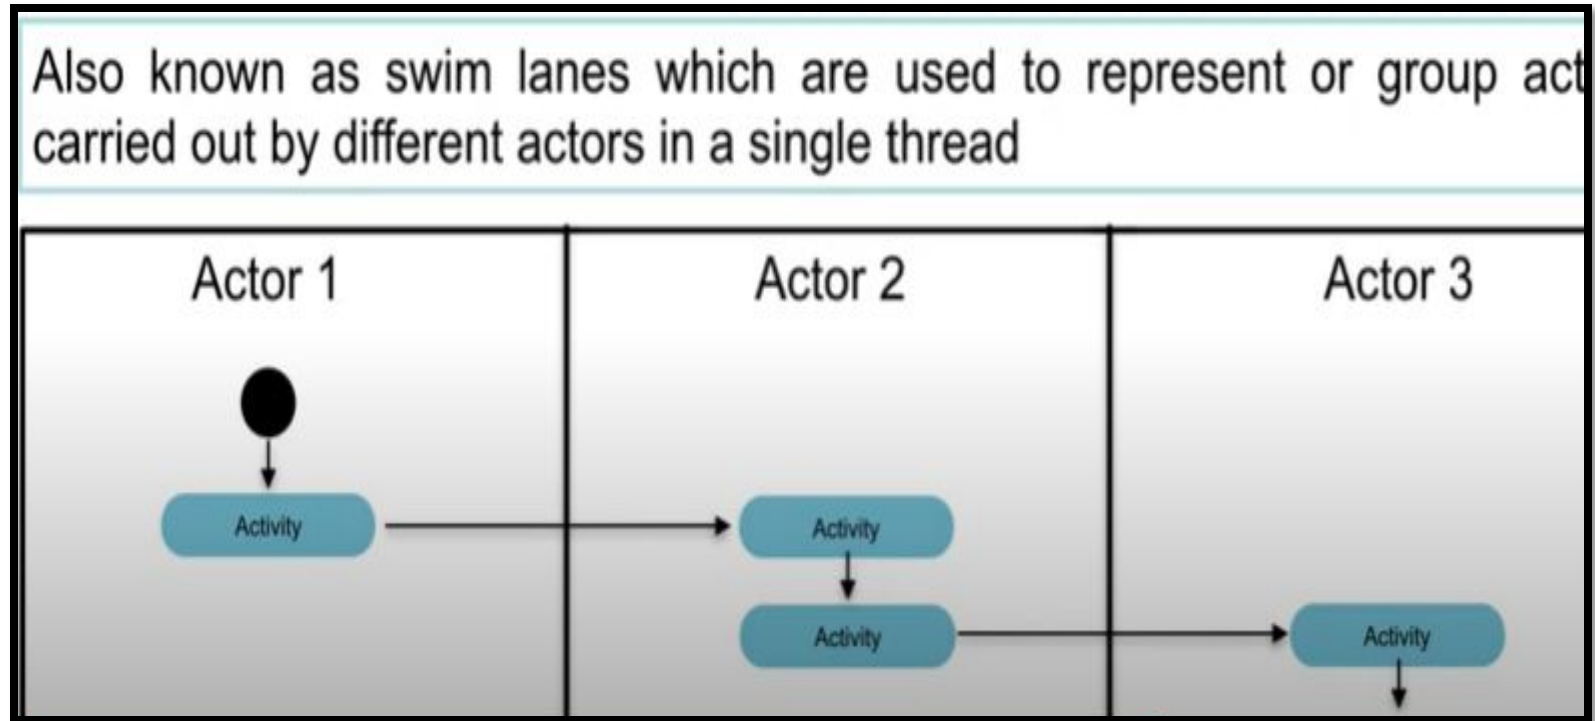 Also known as swim lanes which are used to represent or group act
carried out by different actors in a single thread
Actor 1 Actor 2 Actor 3
Activity Activity
Activity Activity